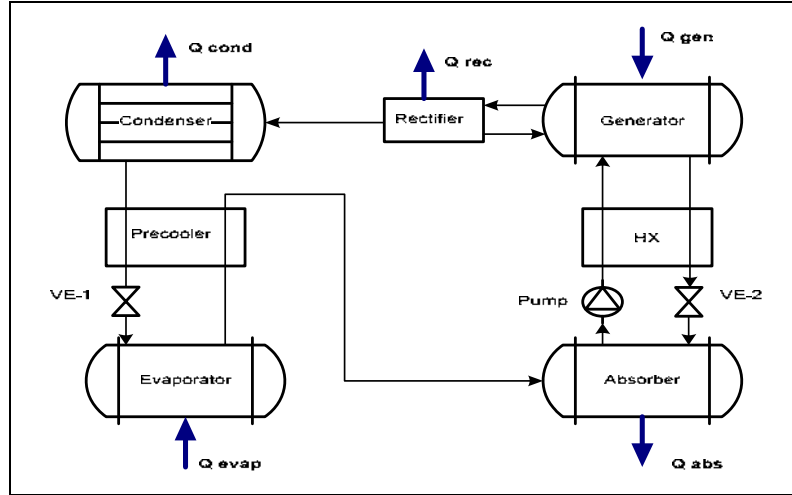 Q cond
Q rec
Q gen
Condenser
Rectifier
Generator
Precooler
HX
VE-1
Pump
VE-2
Evaporator
Absorber
Q evap
Q abs